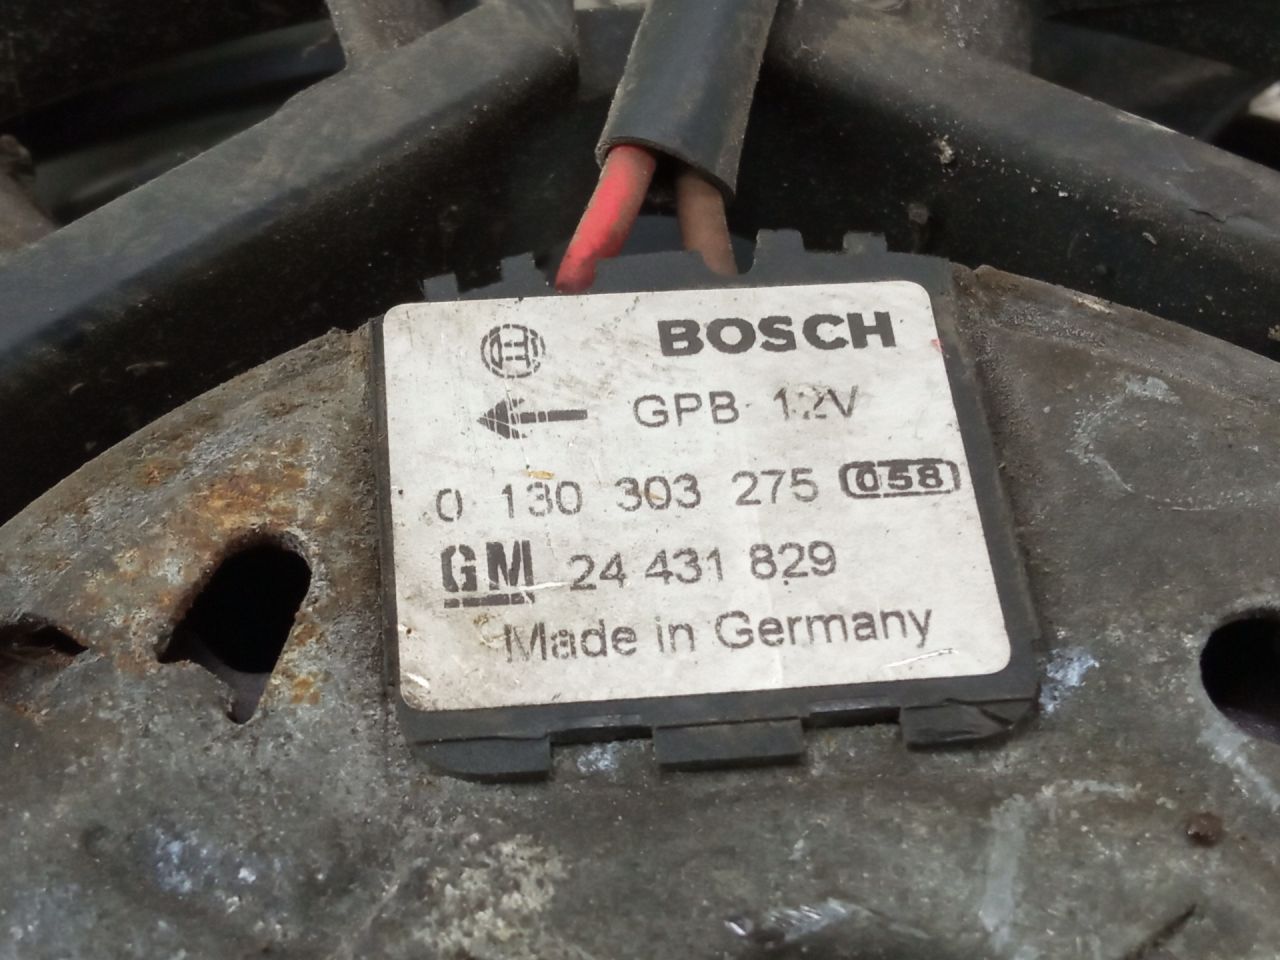 BOSCH
GPB 12V
0 130 303 275 058
GM 24 431 829
Made in Germany